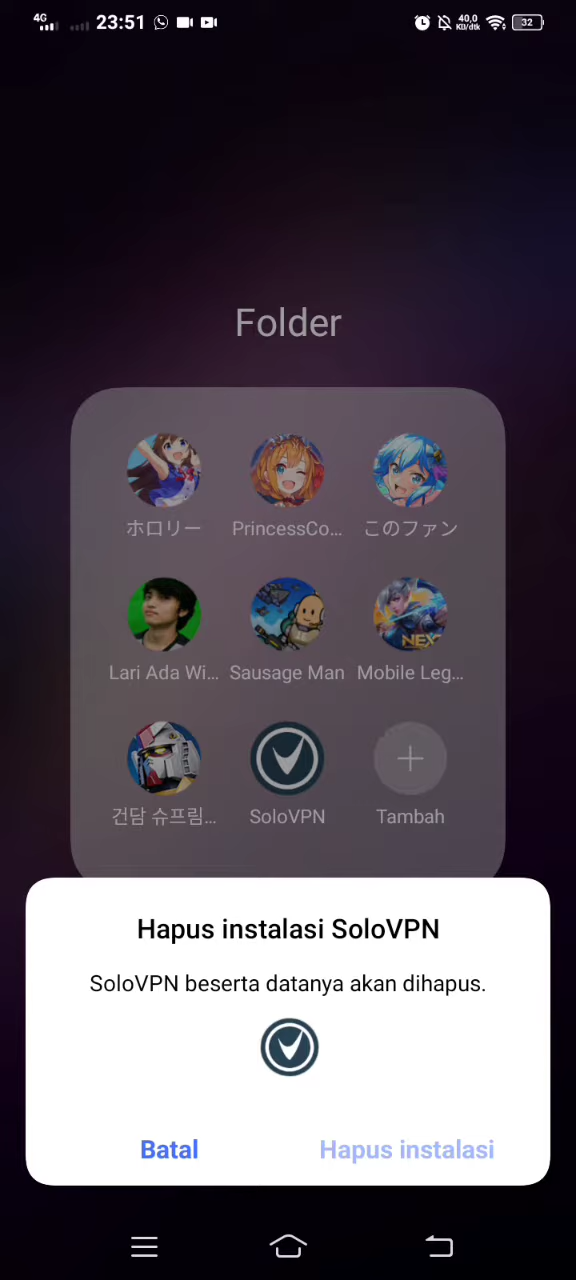 4G 23:51 40,0 KB/dtk 32
Folder
ホロリー PrincessCo... このファン
Lari Ada Wi... Sausage Man Mobile Leg...
NEXT
건담 슈프림... SoloVPN Tambah
Hapus instalasi SoloVPN
SoloVPN beserta datanya akan dihapus.
Batal Hapus instalasi